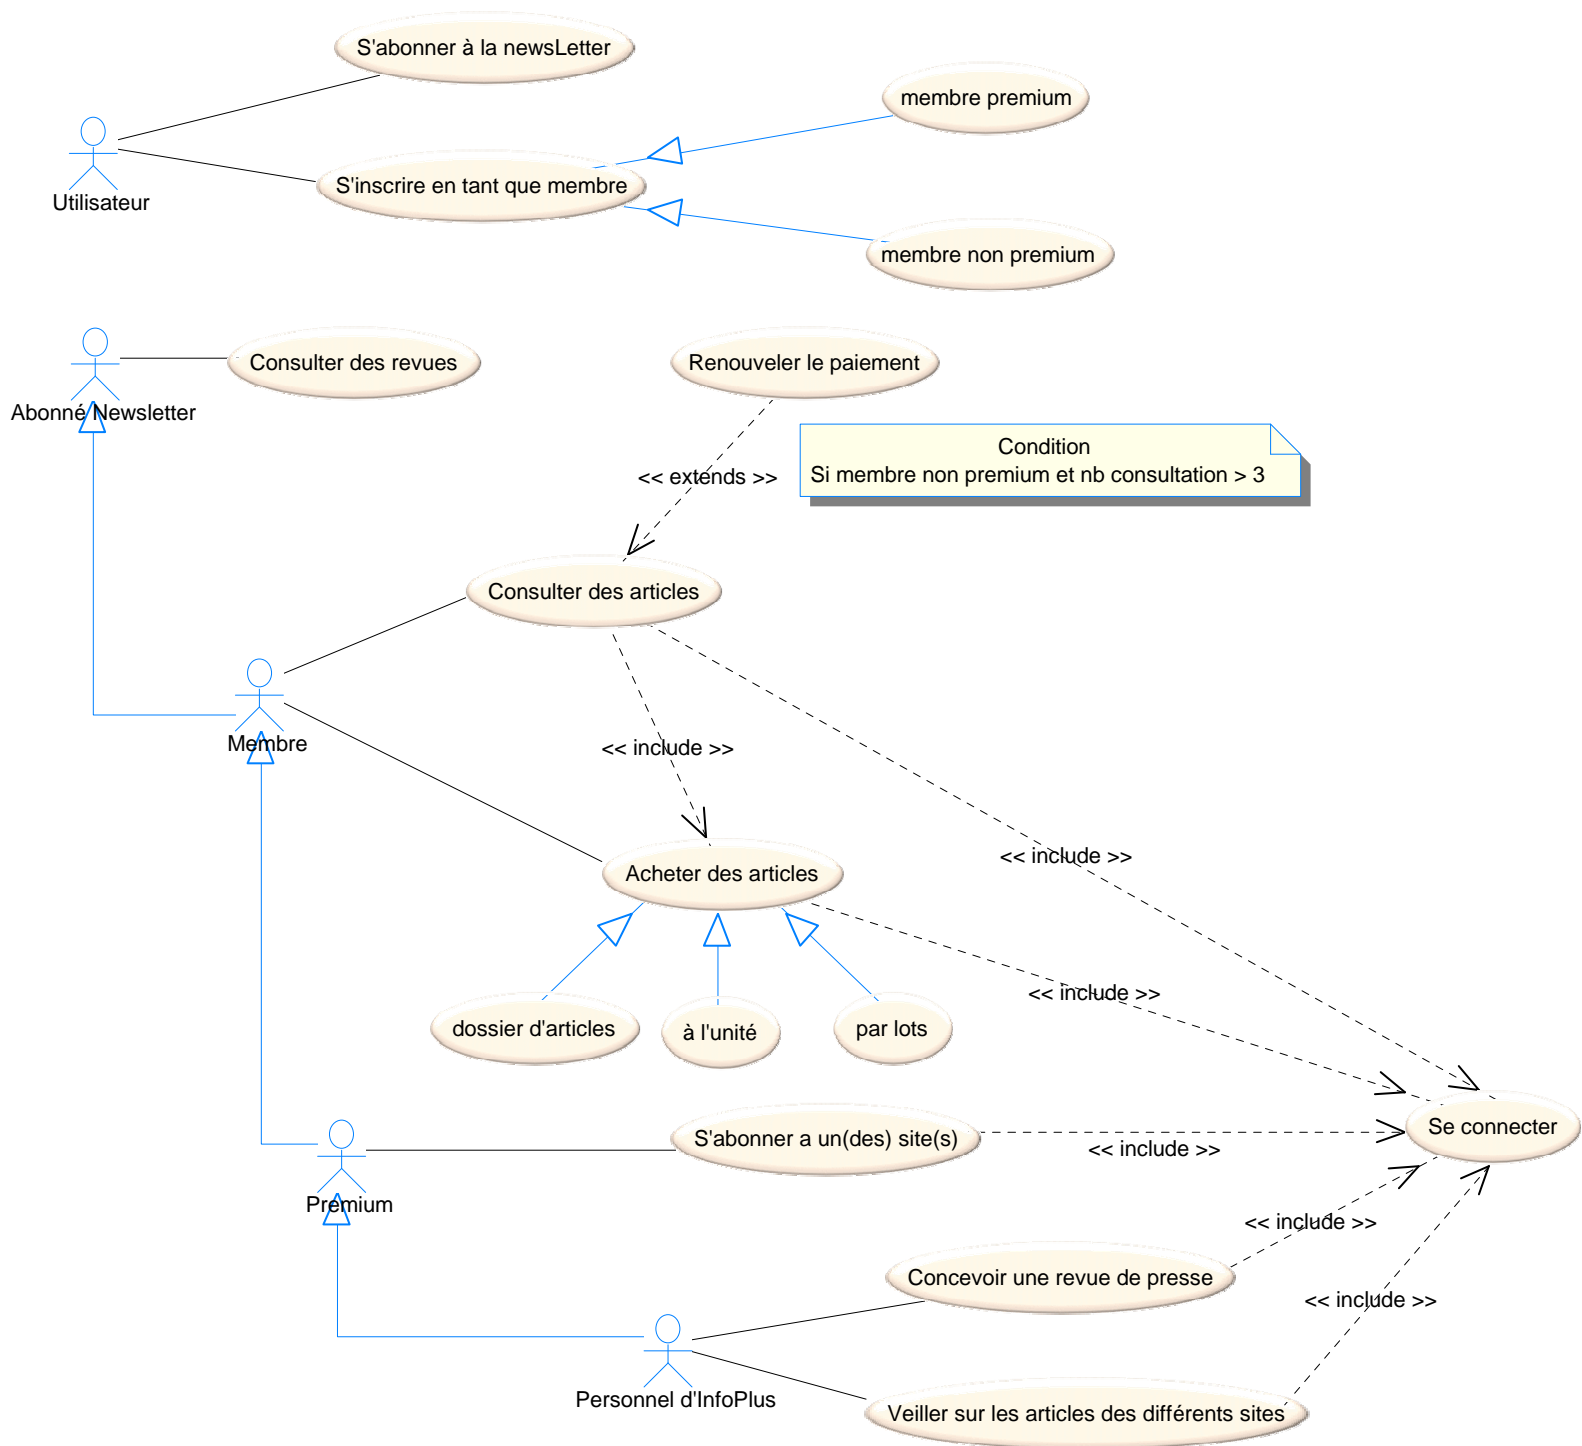 S'abonner à la newsLetter
membre premium
S'inscrire en tant que membre
Utilisateur
membre non premium
Consulter des revues
Renouveler le paiement
Abonné Newsletter
Condition
Si membre non premium et nb consultation > 3
<< extends >>
Consulter des articles
Membre
<< include >>
<< include >>
Acheter des articles
<< include >>
dossier d'articles
à l'unité
par lots
Se connecter
S'abonner a un(des) site(s)
<< include >>
Premium
<< include >>
Concevoir une revue de presse
<< include >>
Personnel d'InfoPlus
Veiller sur les articles des différents sites